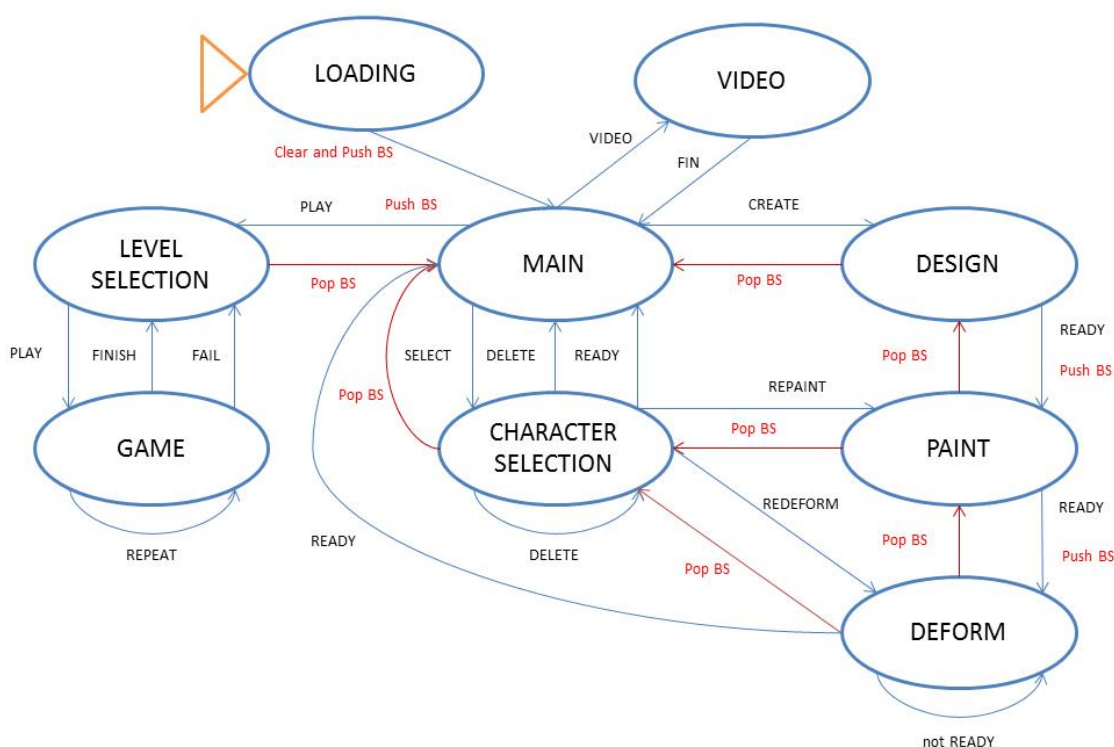 LOADING
VIDEO
Clear and Push BS
VIDEO
FIN
PLAY
Push BS
CREATE
LEVEL
SELECTION
MAIN
DESIGN
Pop BS
Pop BS
PLAY
FINISH
FAIL
SELECT
DELETE
READY
READY
Pop BS
Push BS
Pop BS
REPAINT
GAME
CHARACTER
SELECTION
Pop BS
PAINT
REDEFORM
READY
REPEAT
READY
DELETE
Pop BS
Push BS
Pop BS
DEFORM
not READY